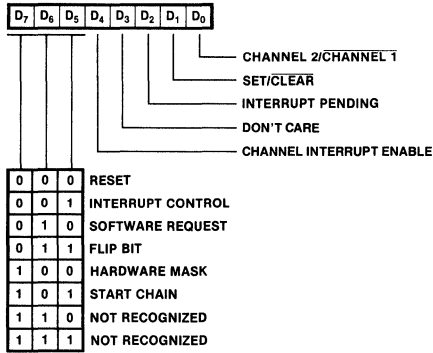 D7 D6 D5 D4 D3 D2 D1 D0
CHANNEL 2/CHANNEL 1
SET/CLEAR
INTERRUPT PENDING
DON'T CARE
CHANNEL INTERRUPT ENABLE
0 0 0 RESET
0 0 1 INTERRUPT CONTROL
0 1 0 SOFTWARE REQUEST
0 1 1 FLIP BIT
1 0 0 HARDWARE MASK
1 0 1 START CHAIN
1 1 0 NOT RECOGNIZED
1 1 1 NOT RECOGNIZED